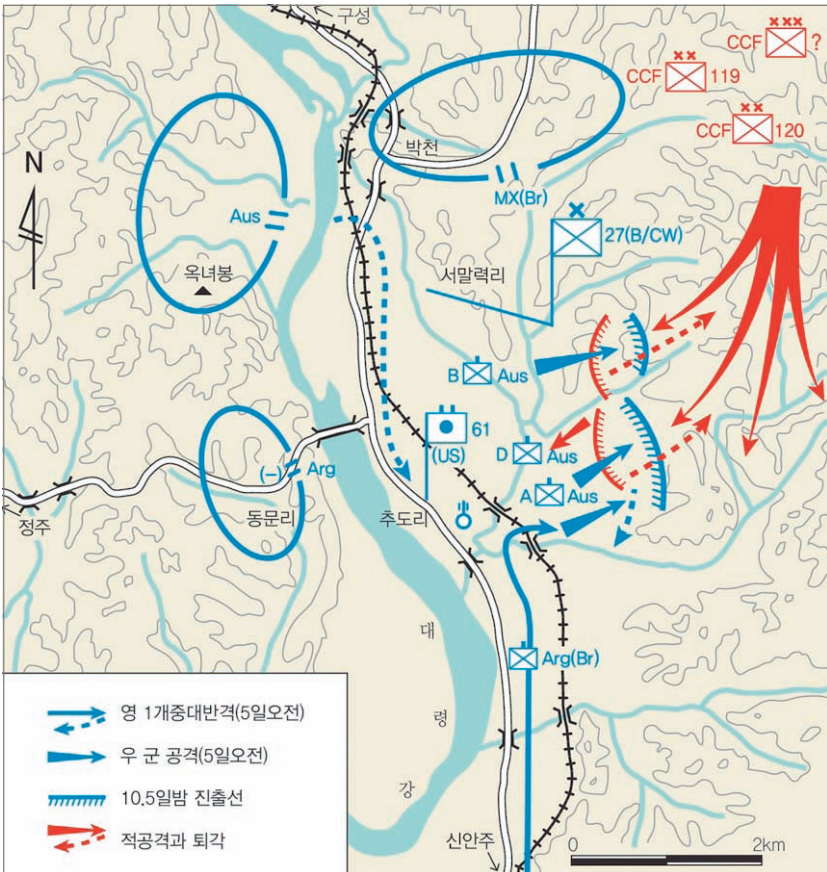 구성
CCF ××× ?
CCF ×× 119
CCF ×× 120
박천
N
MX(Br)
Aus
27(B/CW)
옥녀봉
서말력리
B Aus
61
(US)
D Aus
(-) Arg
A Aus
정주
동문리
추도리
대
령
강
Arg(Br)
영 1개중대반격(5일오전)
우 군 공격(5일오전)
10.5일밤 진출선
적공격과 퇴각
신안주
0 2km